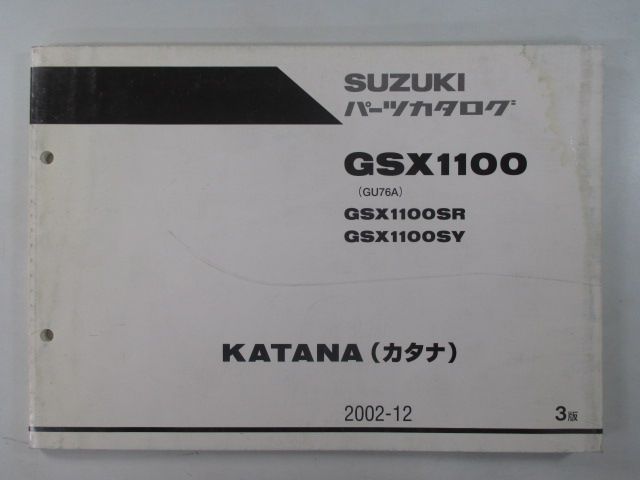 SUZUKI
パーツカタログ
GSX1100
(GU76A)
GSX1100SR
GSX1100SY
KATANA(カタナ)
2002-12
3版